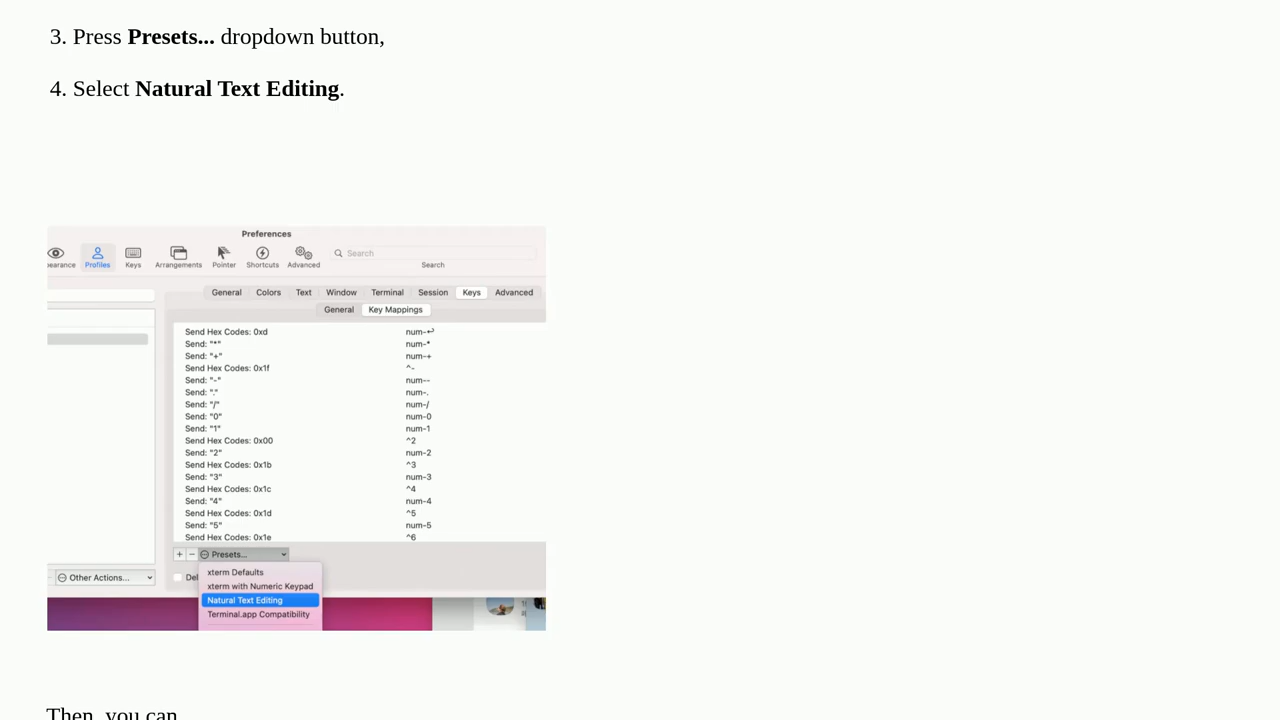 3. Press Presets... dropdown button,
4. Select Natural Text Editing.
Preferences
pearance Profiles Keys Arrangements Pointer Shortcuts Advanced Search
Search
General Colors Text Window Terminal Session Keys Advanced
General Key Mappings
Send Hex Codes: 0xd num-↩
Send: "*" num-*
Send: "+" num-+
Send Hex Codes: 0x1f ^-
Send: "-" num--
Send: "." num-.
Send: "/" num-/
Send: "0" num-0
Send: "1" num-1
Send Hex Codes: 0x00 ^2
Send: "2" num-2
Send Hex Codes: 0x1b ^3
Send: "3" num-3
Send Hex Codes: 0x1c ^4
Send: "4" num-4
Send Hex Codes: 0x1d ^5
Send: "5" num-5
Send Hex Codes: 0x1e ^6
+ − Presets...
Other Actions... Del
xterm Defaults
xterm with Numeric Keypad
Natural Text Editing
Terminal.app Compatibility
Then, you can